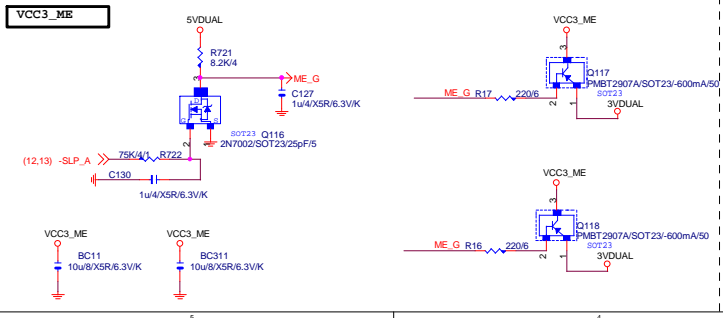 VCC3_ME
5VDUAL
R721
8.2K/4
3
ME_G
C127
1u/4/X5R/6.3V/K
D
G
S
SOT23 Q116
2N7002/SOT23/25pF/5
2
1
(12,13) -SLP_A
75K/4/1 R722
C130
1u/4/X5R/6.3V/K
VCC3_ME
BC11
10u/8/X5R/6.3V/K
VCC3_ME
BC311
10u/8/X5R/6.3V/K
VCC3_ME
3
Q117
PMBT2907A/SOT23/-600mA/50
SOT23
ME_G R17 220/6
2
1
3VDUAL
VCC3_ME
3
Q118
PMBT2907A/SOT23/-600mA/50
SOT23
ME_G R16 220/6
2
1
3VDUAL